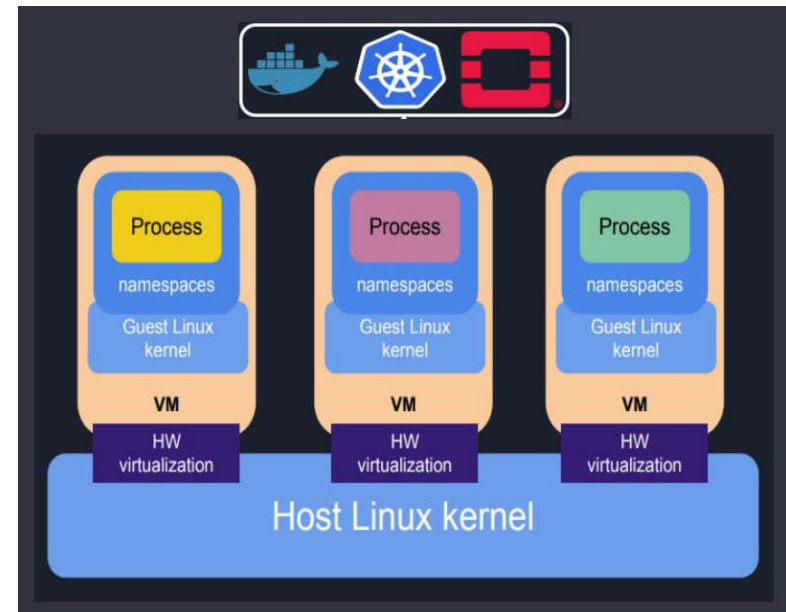 Process
namespaces
Guest Linux
kernel
VM
HW
virtualization
Process
namespaces
Guest Linux
kernel
VM
HW
virtualization
Process
namespaces
Guest Linux
kernel
VM
HW
virtualization
Host Linux kernel